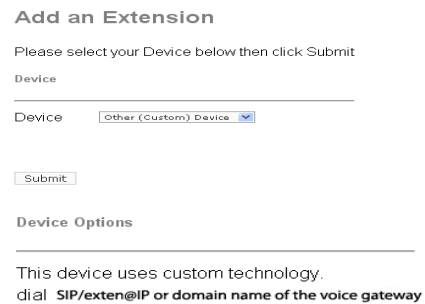 Add an Extension
Please select your Device below then click Submit
Device
Device Other (Custom) Device
Submit
Device Options
This device uses custom technology.
dial SIP/exten@IP or domain name of the voice gateway